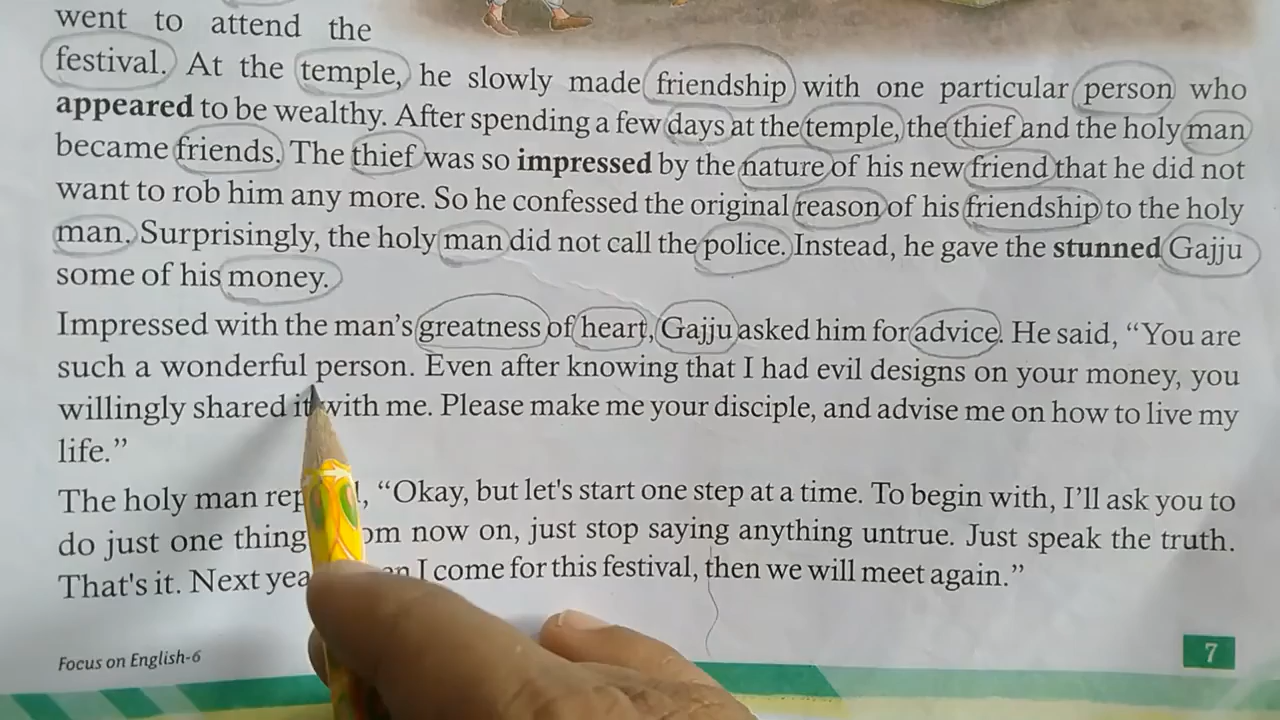 went to attend the
festival. At the temple, he slowly made friendship with one particular person who
appeared to be wealthy. After spending a few days at the temple, the thief and the holy man
became friends. The thief was so impressed by the nature of his new friend that he did not
want to rob him any more. So he confessed the original reason of his friendship to the holy
man. Surprisingly, the holy man did not call the police. Instead, he gave the stunned Gajju
some of his money.
Impressed with the man's greatness of heart, Gajju asked him for advice. He said, “You are
such a wonderful person. Even after knowing that I had evil designs on your money, you
willingly shared it with me. Please make me your disciple, and advise me on how to live my
life.”
The holy man “Okay, but let's start one step at a time. To begin with, I'll ask you to
do just one thing now on, just stop saying anything untrue. Just speak the truth.
That's it. Next I come for this festival, then we will meet again.”
Focus on English-6
7